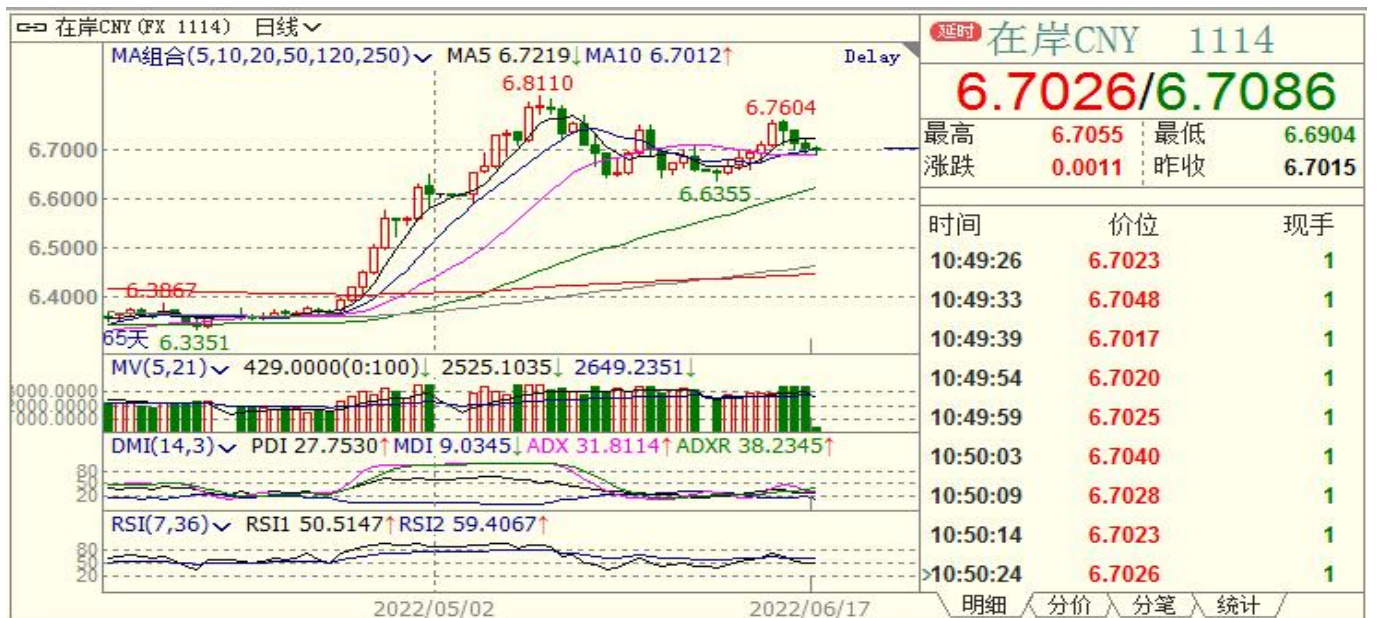 在岸CNY(FX 1114) 日线
MA组合(5,10,20,50,120,250) MA5 6.7219↓MA10 6.7012↑ Delay
6.8110
6.7604
6.7000
6.6355
6.6000
6.5000
6.4000
6.3867
65天 6.3351
MV(5,21) 429.0000(0:100)↓ 2525.1035↓ 2649.2351↓
000.0000
000.0000
000.0000
DMI(14,3) PDI 27.7530↑MDI 9.0345↓ADX 31.8114↑ADXR 38.2345↑
80
50
20
RSI(7,36) RSI1 50.5147↑RSI2 59.4067↑
80
50
20
2022/05/02 2022/06/17
延时 在岸CNY 1114
6.7026/6.7086
最高 6.7055 最低 6.6904
涨跌 0.0011 昨收 6.7015
时间 价位 现手
10:49:26 6.7023 1
10:49:33 6.7048 1
10:49:39 6.7017 1
10:49:54 6.7020 1
10:49:59 6.7025 1
10:50:03 6.7040 1
10:50:09 6.7028 1
10:50:14 6.7023 1
>10:50:24 6.7026 1
明细 分价 分笔 统计